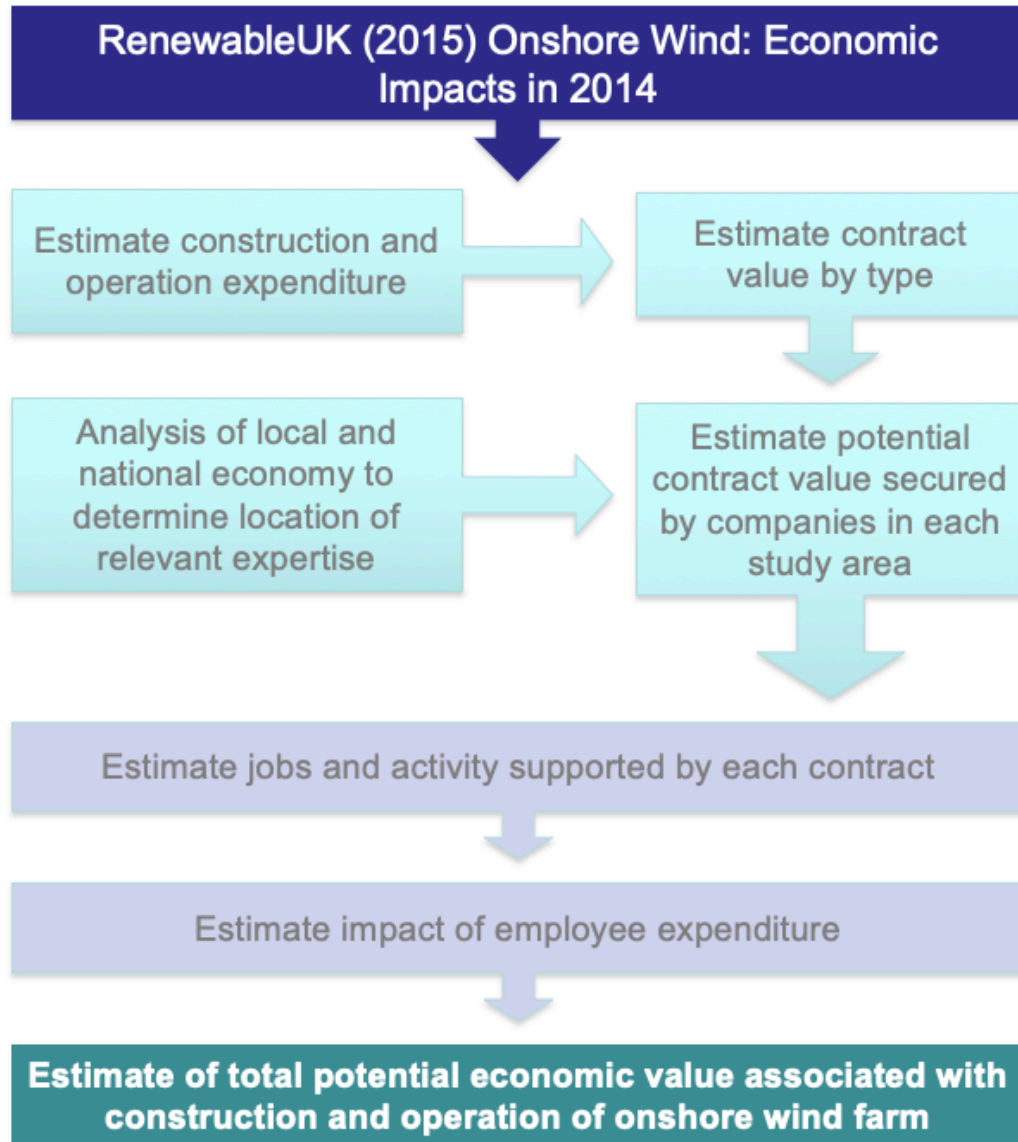 RenewableUK (2015) Onshore Wind: Economic
Impacts in 2014
Estimate construction and
operation expenditure
Estimate contract
value by type
Analysis of local and
national economy to
determine location of
relevant expertise
Estimate potential
contract value secured
by companies in each
study area
Estimate jobs and activity supported by each contract
Estimate impact of employee expenditure
Estimate of total potential economic value associated with
construction and operation of onshore wind farm